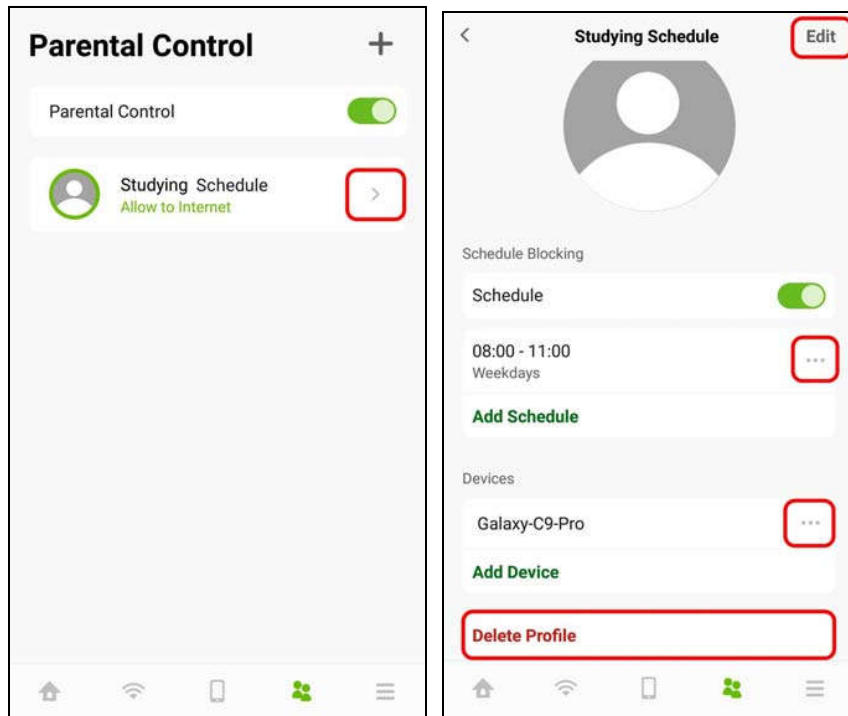 Parental Control
Parental Control
Studying Schedule
Allow to Internet
Studying Schedule
Edit
Schedule Blocking
Schedule
08:00 - 11:00
Weekdays
Add Schedule
Devices
Galaxy-C9-Pro
Add Device
Delete Profile